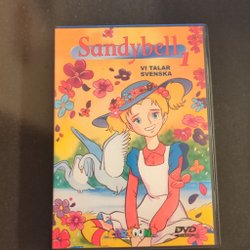 Sandybell 1
VI TALAR
SVENSKA
DVD